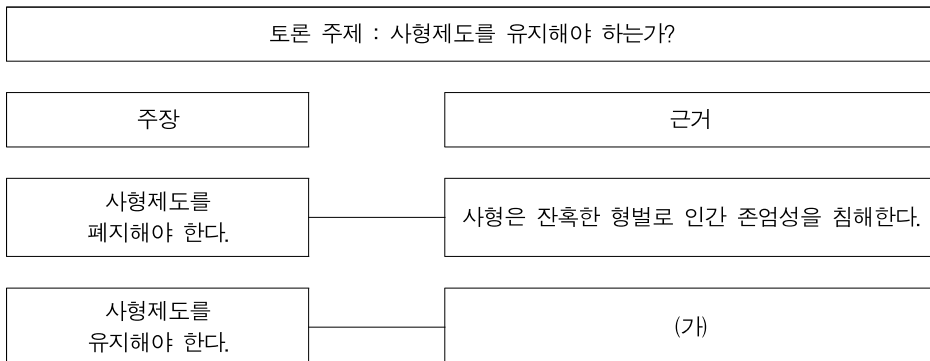 토론 주제 : 사형제도를 유지해야 하는가?
주장
근거
사형제도를
폐지해야 한다.
사형은 잔혹한 형벌로 인간 존엄성을 침해한다.
사형제도를
유지해야 한다.
(가)